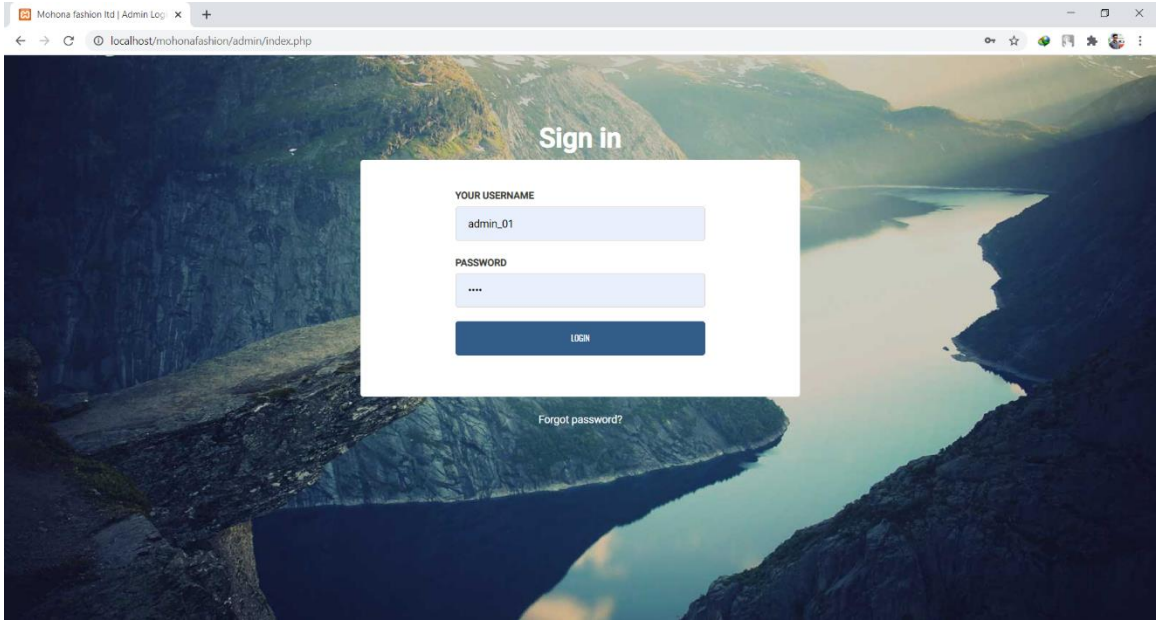 Mohona fashion ltd | Admin Log
localhost/mohonafashion/admin/index.php
Sign in
YOUR USERNAME
admin_01
PASSWORD
••••
LOGIN
Forgot password?